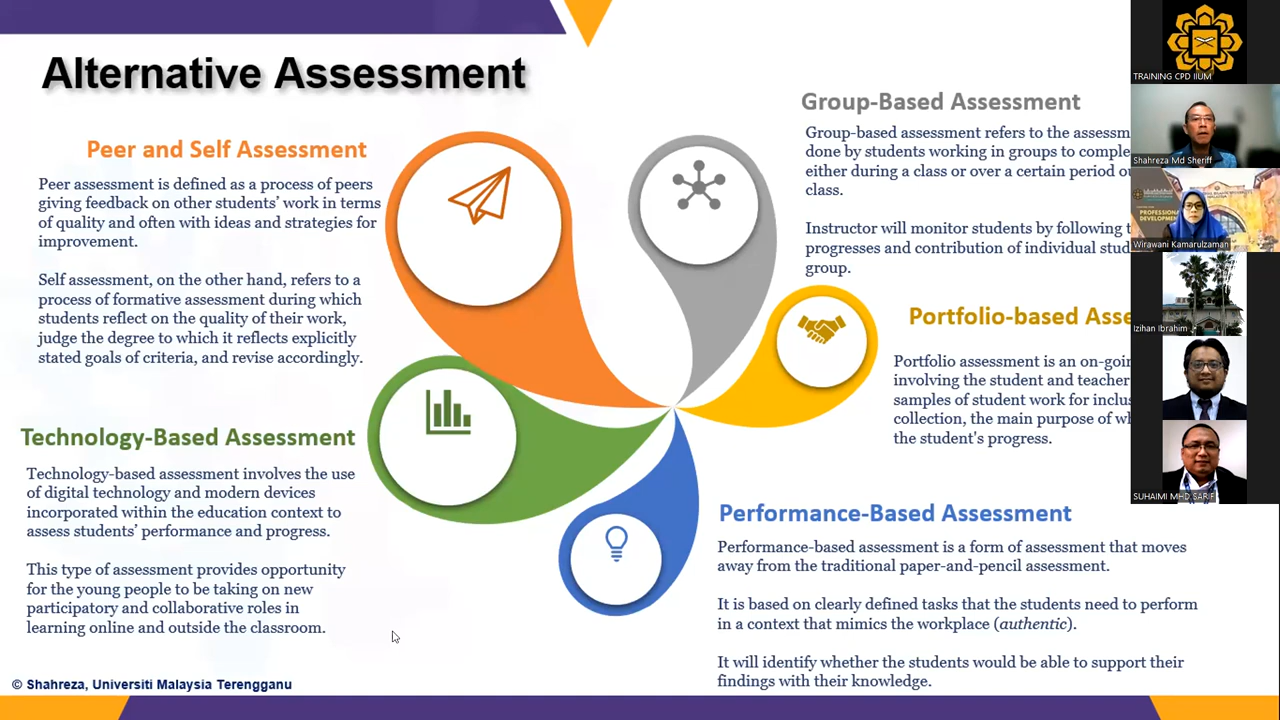 Alternative Assessment
Peer and Self Assessment
Peer assessment is defined as a process of peers
giving feedback on other students' work in terms
of quality and often with ideas and strategies for
improvement.
Self assessment, on the other hand, refers to a
process of formative assessment during which
students reflect on the quality of their work,
judge the degree to which it reflects explicitly
stated goals of criteria, and revise accordingly.
Technology-Based Assessment
Technology-based assessment involves the use
of digital technology and modern devices
incorporated within the education context to
assess students' performance and progress.
This type of assessment provides opportunity
for the young people to be taking on new
participatory and collaborative roles in
learning online and outside the classroom.
© Shahreza, Universiti Malaysia Terengganu
Group-Based Assessment
Group-based assessment refers to the assessm
done by students working in groups to comple
either during a class or over a certain period o
class.
Instructor will monitor students by following t
progresses and contribution of individual stud
group.
Portfolio-based Asse
Portfolio assessment is an on-goin
involving the student and teacher
samples of student work for inclus
collection, the main purpose of wh
the student's progress.
Performance-Based Assessment
Performance-based assessment is a form of assessment that moves
away from the traditional paper-and-pencil assessment.
It is based on clearly defined tasks that the students need to perform
in a context that mimics the workplace (authentic).
It will identify whether the students would be able to support their
findings with their knowledge.
TRAINING CPD IIUM
Shahreza Md Sheriff
PROFESSION
DEVELOPMEN
Wirawani Kamarulzaman
Izihan Ibrahim
SUHAIMI MHD SARIF